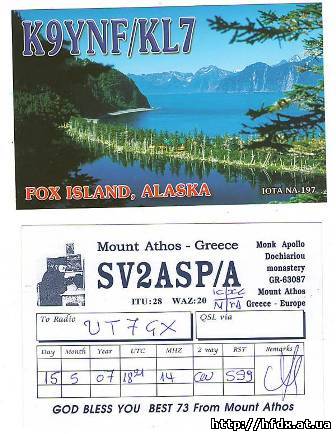 K9YNF/KL7
FOX ISLAND, ALASKA
IOTA NA-197
Mount Athos - Greece
SV2ASP/A
ITU:28 WAZ:20
Monk Apollo
Dochiariou
monastery
GR-63087
Mount Athos
Greece - Europe
IC XC
N KA
To Radio
UT7GX
QSL via
Day Month Year UTC MHZ 2 way RST Remarks
15 5 07 14 CW 599
GOD BLESS YOU BEST 73 From Mount Athos
http://hfdx.at.ua